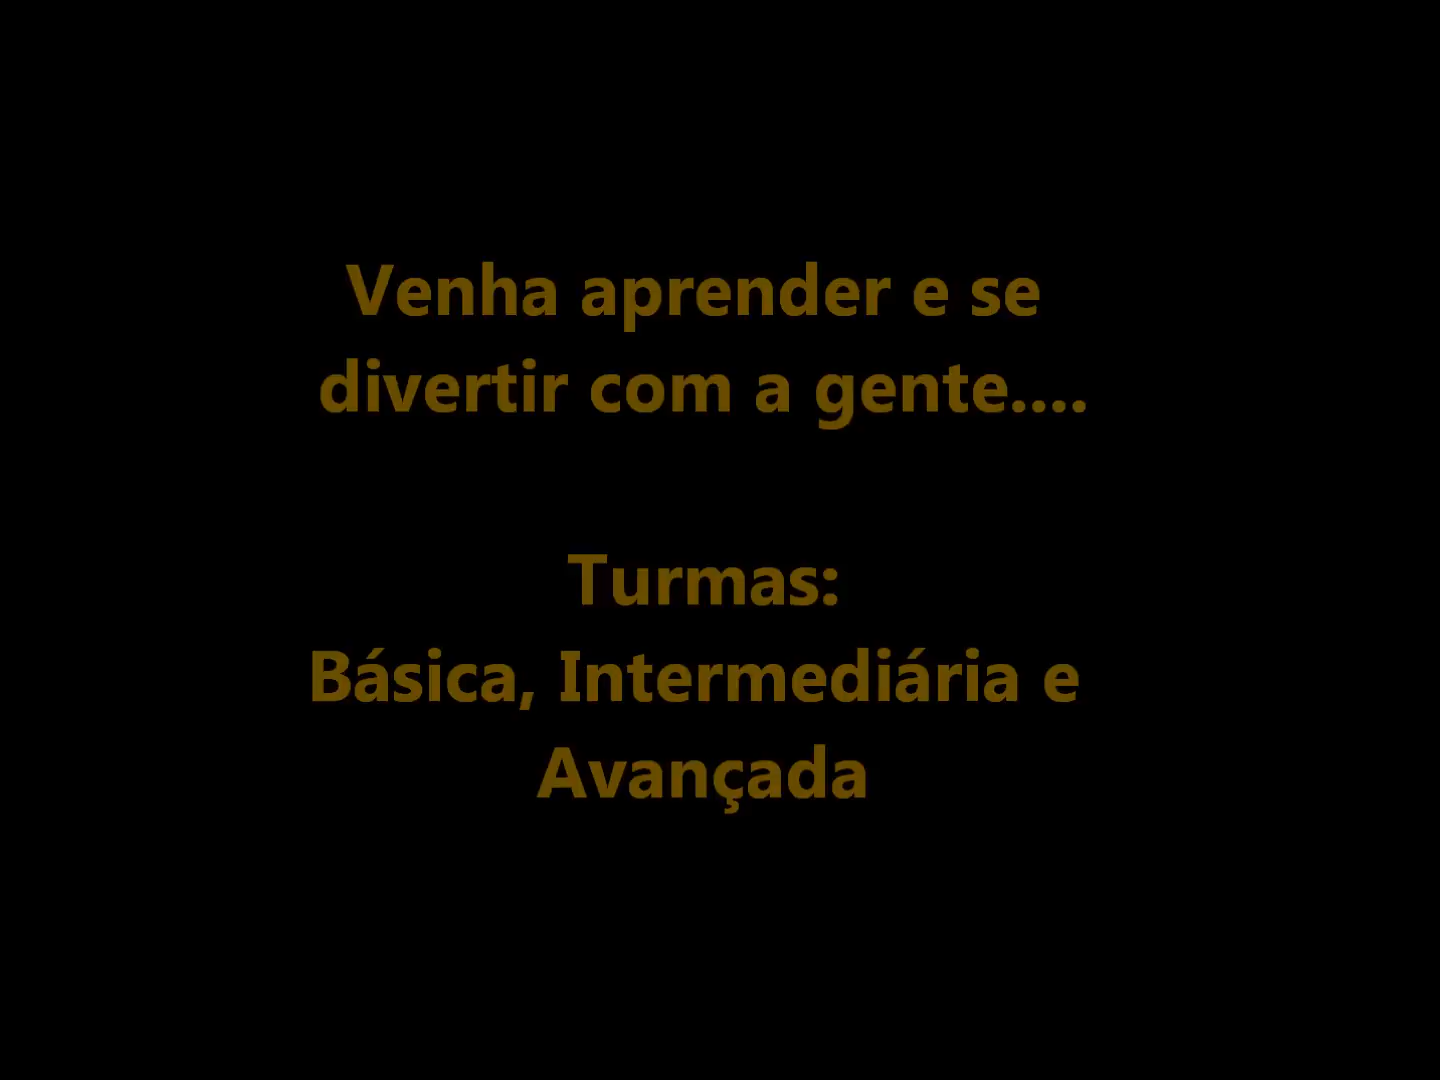 Venha aprender e se
divertir com a gente....
Turmas:
Básica, Intermediária e
Avançada